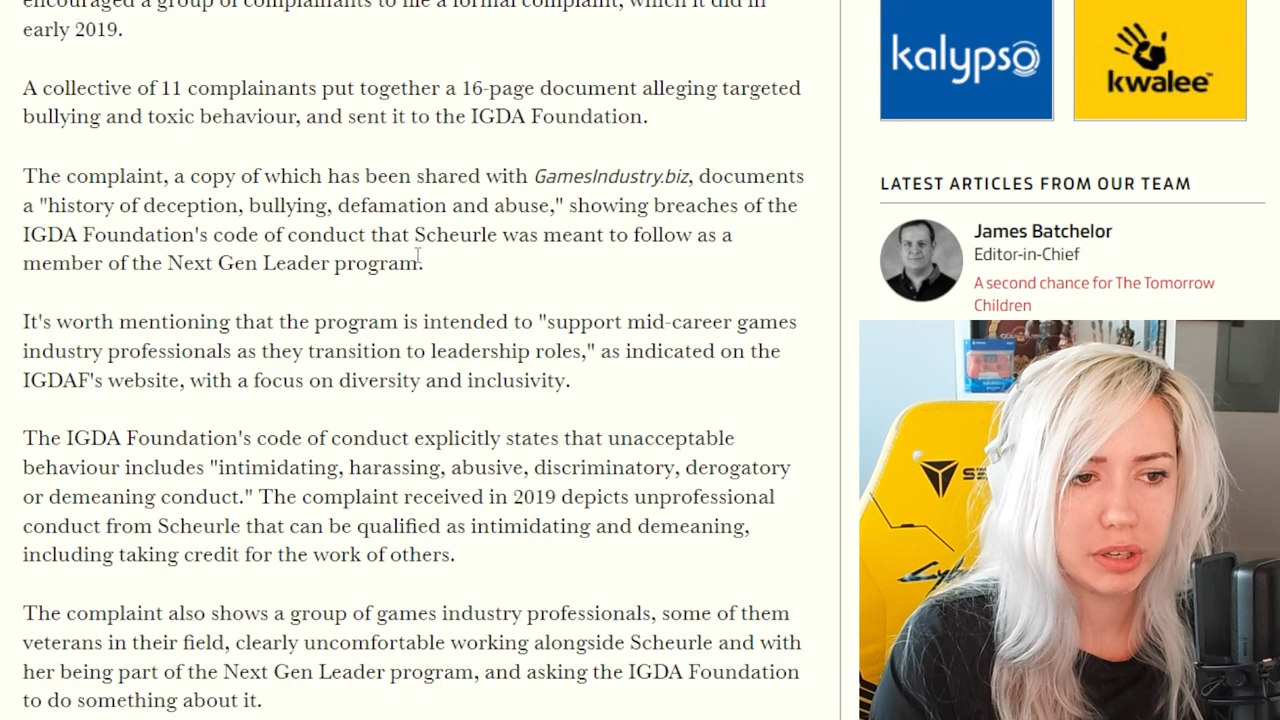 encouraged a group of complainants to file a formal complaint, which it did in
early 2019.
A collective of 11 complainants put together a 16-page document alleging targeted
bullying and toxic behaviour, and sent it to the IGDA Foundation.
The complaint, a copy of which has been shared with GamesIndustry.biz, documents
a "history of deception, bullying, defamation and abuse," showing breaches of the
IGDA Foundation's code of conduct that Scheurle was meant to follow as a
member of the Next Gen Leader program.
It's worth mentioning that the program is intended to "support mid-career games
industry professionals as they transition to leadership roles," as indicated on the
IGDAF's website, with a focus on diversity and inclusivity.
The IGDA Foundation's code of conduct explicitly states that unacceptable
behaviour includes "intimidating, harassing, abusive, discriminatory, derogatory
or demeaning conduct." The complaint received in 2019 depicts unprofessional
conduct from Scheurle that can be qualified as intimidating and demeaning,
including taking credit for the work of others.
The complaint also shows a group of games industry professionals, some of them
veterans in their field, clearly uncomfortable working alongside Scheurle and with
her being part of the Next Gen Leader program, and asking the IGDA Foundation
to do something about it.
kalypso
kwalee™
LATEST ARTICLES FROM OUR TEAM
James Batchelor
Editor-in-Chief
A second chance for The Tomorrow
Children